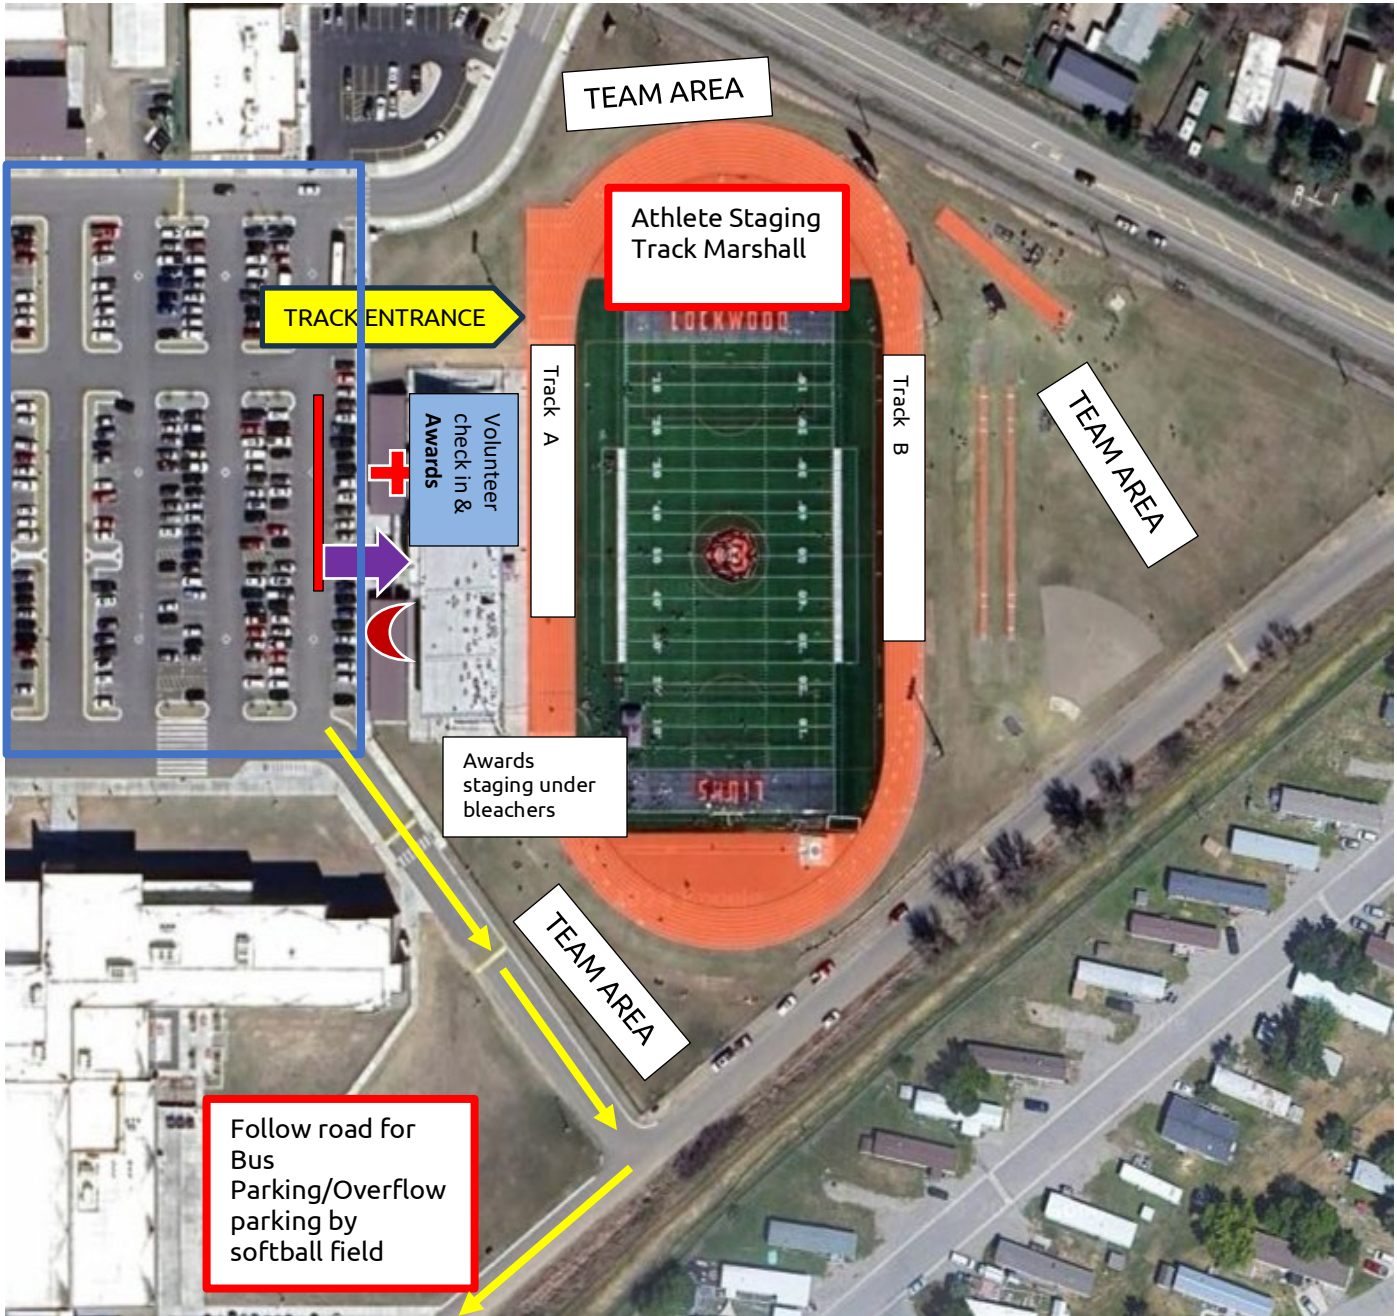 TEAM AREA
Athlete Staging
Track Marshall
LOCKWOOD
TRACK ENTRANCE
Track A
Track B
Volunteer
check in &
Awards
TEAM AREA
LIONS
Awards
staging under
bleachers
TEAM AREA
Follow road for
Bus
Parking/Overflow
parking by
softball field